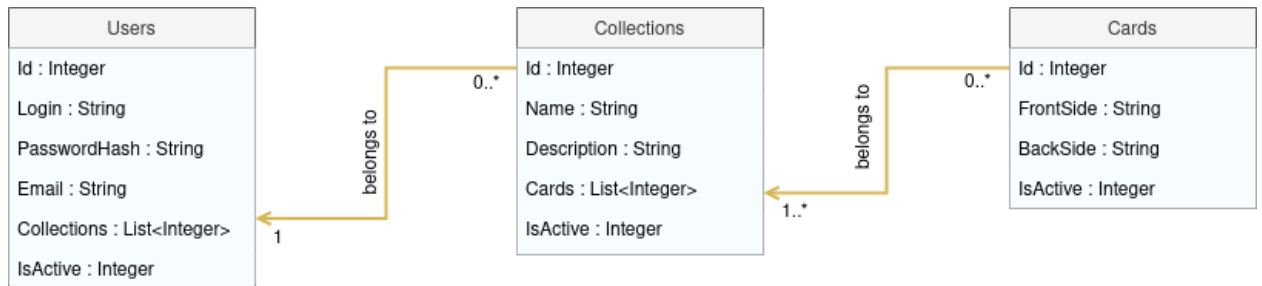 Users
Id : Integer
Login : String
PasswordHash : String
Email : String
Collections : List<Integer>
IsActive : Integer
belongs to
0..*
1
Collections
Id : Integer
Name : String
Description : String
Cards : List<Integer>
IsActive : Integer
belongs to
0..*
1..*
Cards
Id : Integer
FrontSide : String
BackSide : String
IsActive : Integer